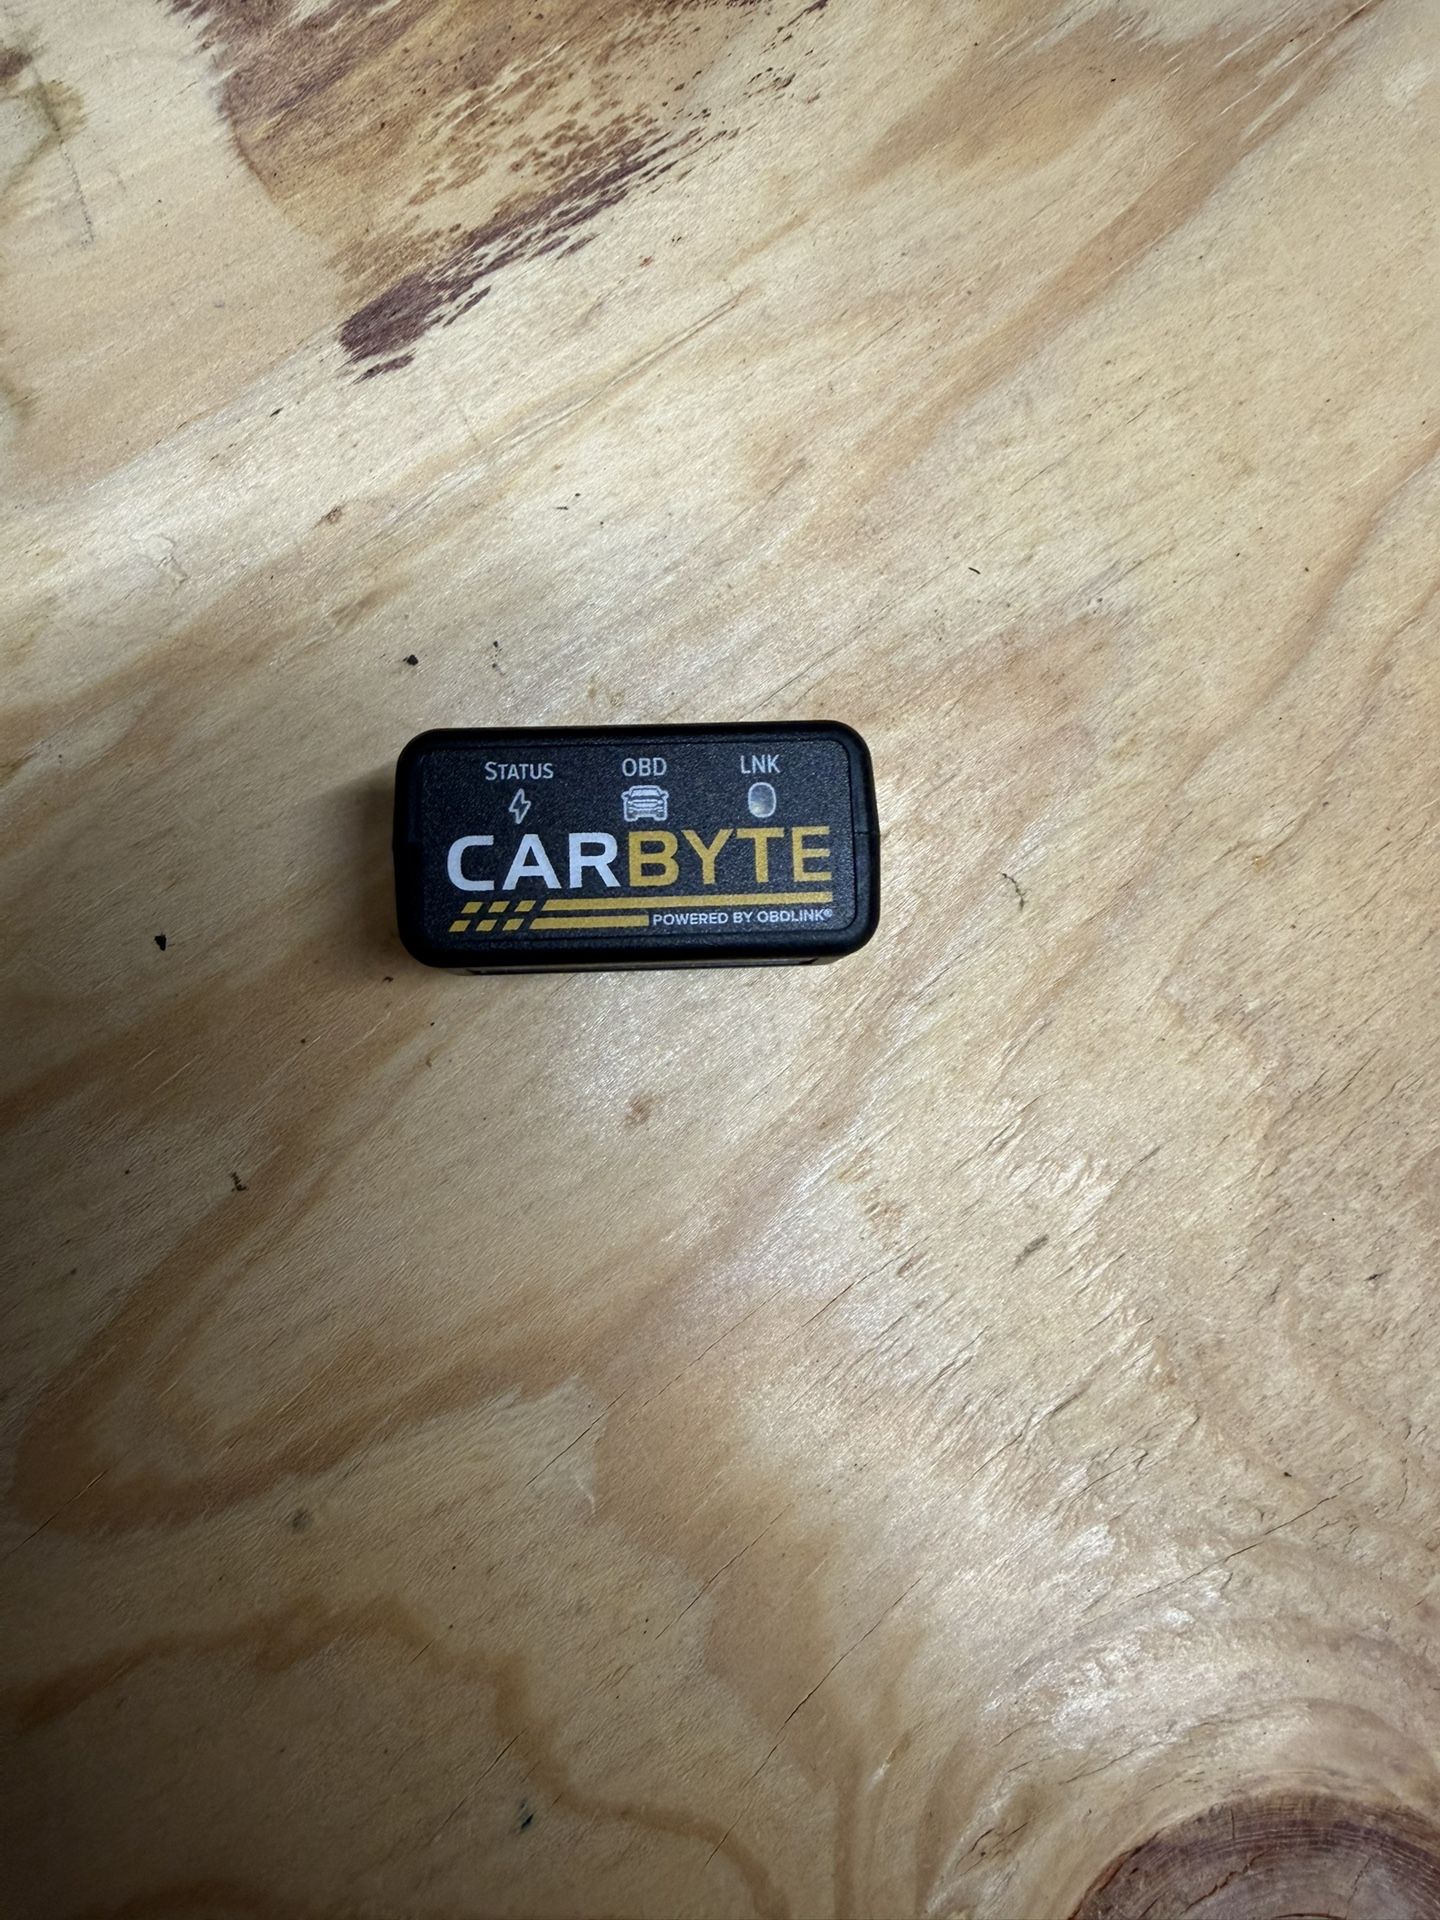 STATUS OBD LNK
CARBYTE
POWERED BY OBDLINK®